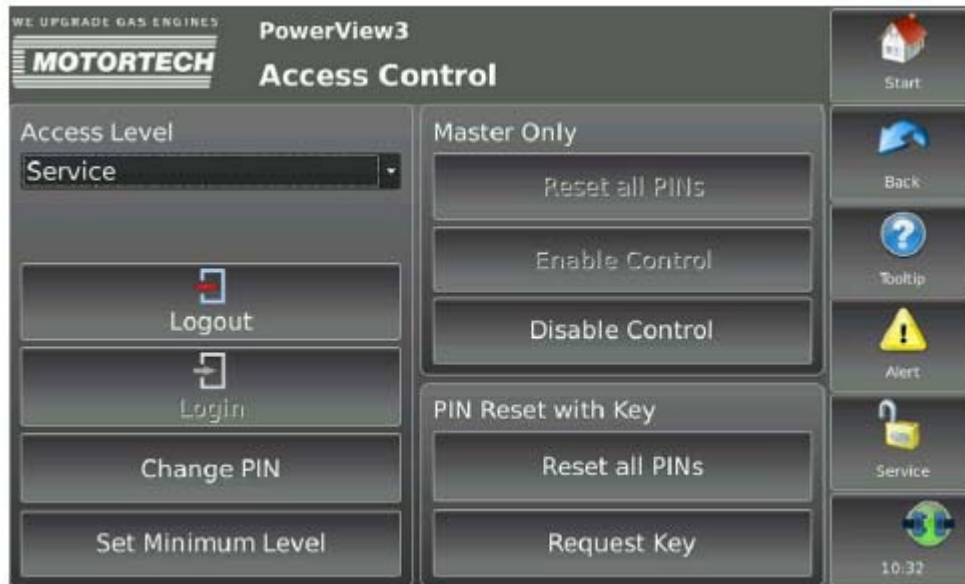 WE UPGRADE GAS ENGINES
MOTORTECH
PowerView3
Access Control
Access Level
Service
Logout
Login
Change PIN
Set Minimum Level
Master Only
Reset all PINs
Enable Control
Disable Control
PIN Reset with Key
Reset all PINs
Request Key
Start
Back
Tooltip
Alert
Service
10:32